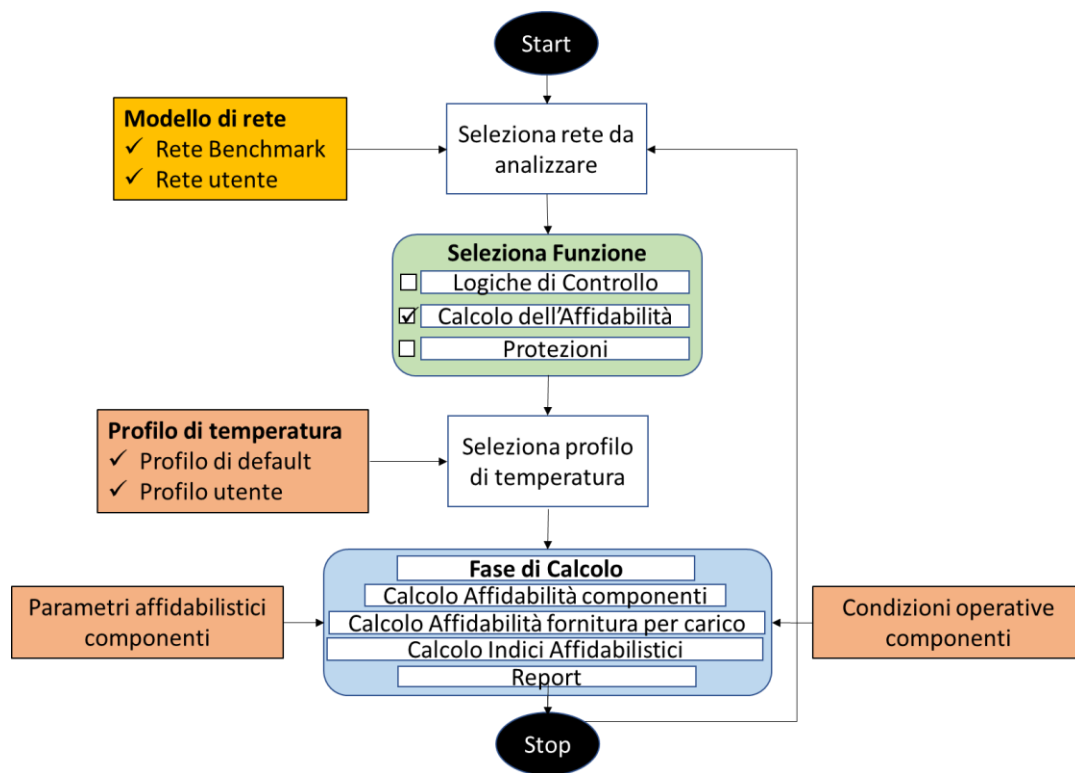 Start
Modello di rete
✓ Rete Benchmark
✓ Rete utente
Seleziona rete da
analizzare
Seleziona Funzione
Logiche di Controllo
Calcolo dell'Affidabilità
Protezioni
Profilo di temperatura
✓ Profilo di default
✓ Profilo utente
Seleziona profilo
di temperatura
Fase di Calcolo
Calcolo Affidabilità componenti
Calcolo Affidabilità fornitura per carico
Calcolo Indici Affidabilistici
Report
Parametri affidabilistici
componenti
Condizioni operative
componenti
Stop